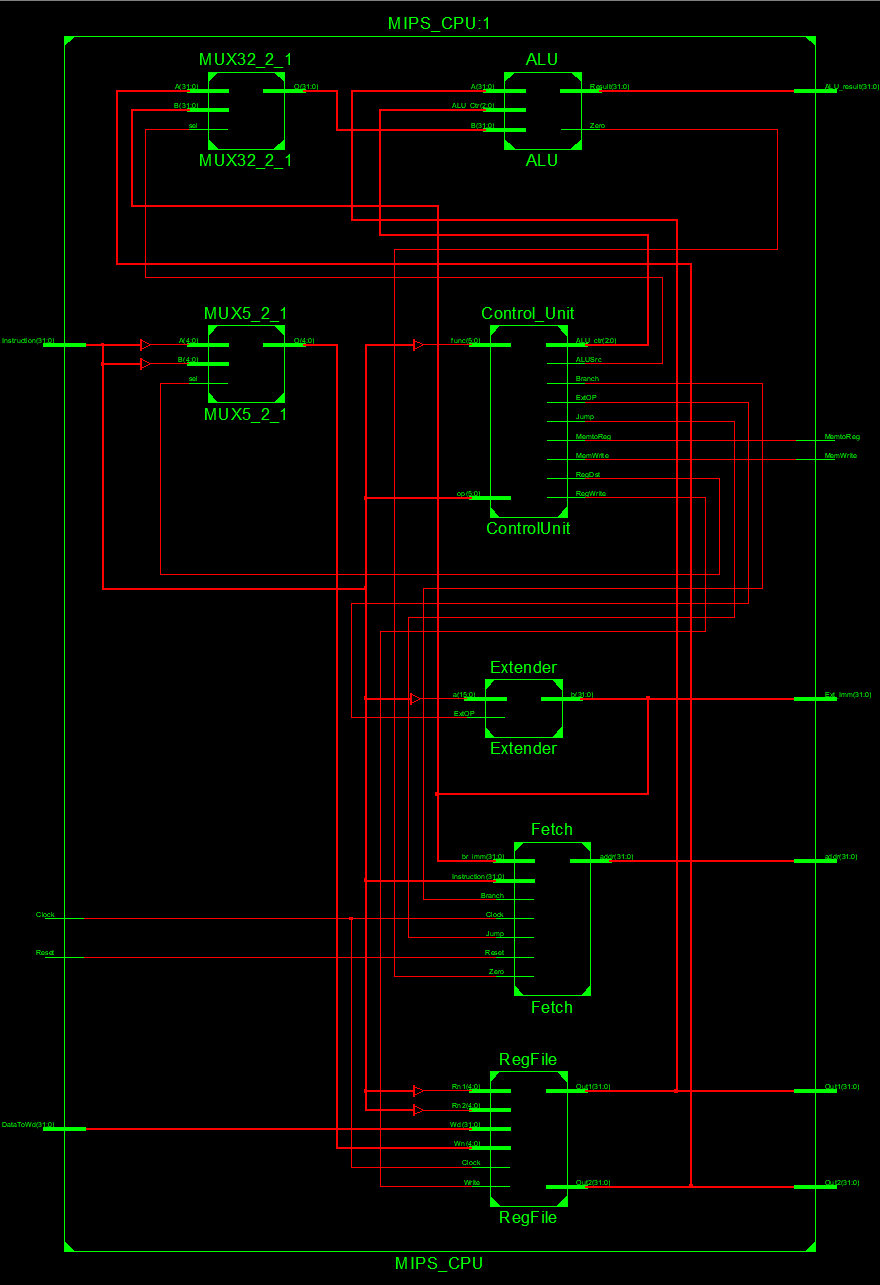 MIPS_CPU:1
MUX32_2_1
ALU
A(31:0)
O(31:0)
A(31:0)
Result(31:0)
ALU_result(31:0)
B(31:0)
ALU_Ctr(2:0)
sel
B(31:0)
Zero
MUX32_2_1
ALU
MUX5_2_1
Control_Unit
Instruction(31:0)
A(4:0)
O(4:0)
func(5:0)
ALU_ctr(2:0)
B(4:0)
ALUSrc
sel
Branch
ExtOP
MUX5_2_1
Jump
MemtoReg
MemtoReg
MemWrite
MemWrite
RegDst
op(5:0)
RegWrite
ControlUnit
Extender
a(15:0)
b(31:0)
Ext_Imm(31:0)
ExtOP
Extender
Fetch
br_imm(31:0)
addr(31:0)
addr(31:0)
Instruction(31:0)
Branch
Clock
Clock
Jump
Reset
Reset
Zero
Fetch
RegFile
Rn1(4:0)
Out1(31:0)
Out1(31:0)
Rn2(4:0)
DataToWd(31:0)
Wd(31:0)
Wn(4:0)
Clock
Write
Out2(31:0)
Out2(31:0)
RegFile
MIPS_CPU